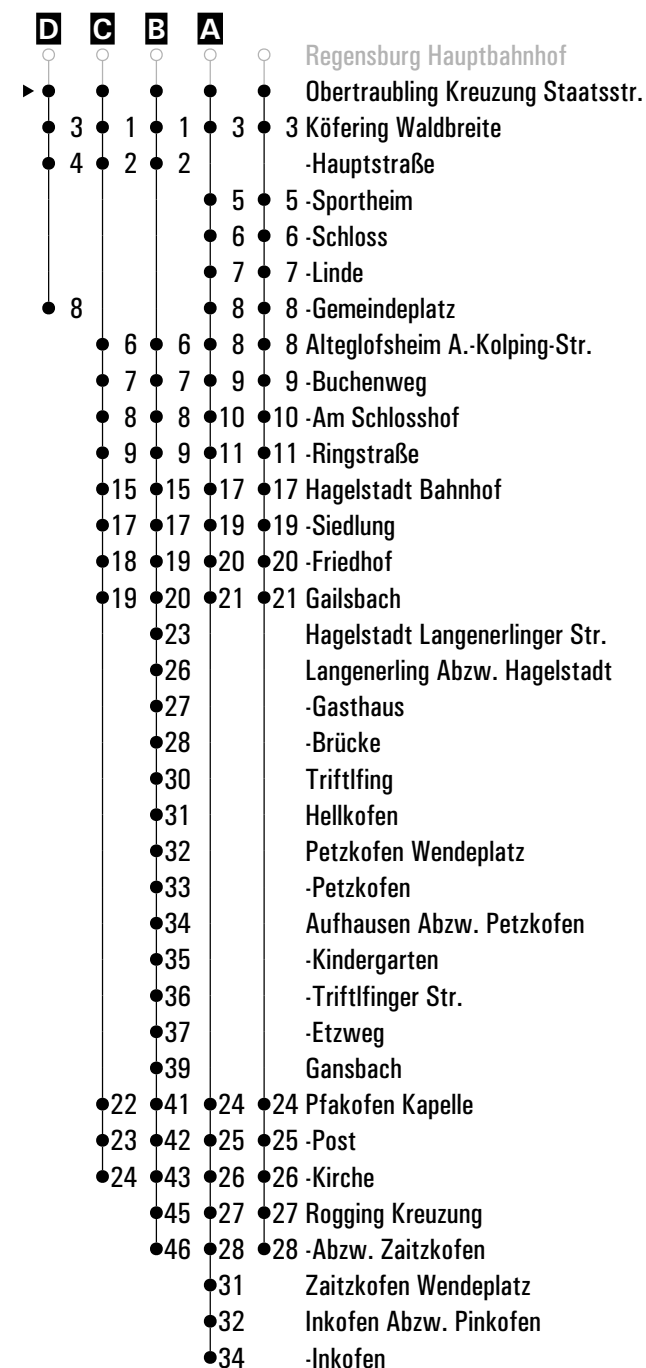 D C B A
Regensburg Hauptbahnhof
Obertraubling Kreuzung Staatsstr.
3 1 1 3 3 Köfering Waldbreite
4 2 2 -Hauptstraße
5 5 -Sportheim
6 6 -Schloss
7 7 -Linde
8 8 8 -Gemeindeplatz
6 6 8 8 Alteglofsheim A.-Kolping-Str.
7 7 9 9 -Buchenweg
8 8 10 10 -Am Schlosshof
9 9 11 11 -Ringstraße
15 15 17 17 Hagelstadt Bahnhof
17 17 19 19 -Siedlung
18 19 20 20 -Friedhof
19 20 21 21 Gailsbach
23 Hagelstadt Langenerlinger Str.
26 Langenerling Abzw. Hagelstadt
27 -Gasthaus
28 -Brücke
30 Triftlfing
31 Hellkofen
32 Petzkofen Wendeplatz
33 -Petzkofen
34 Aufhausen Abzw. Petzkofen
35 -Kindergarten
36 -Triftlfinger Str.
37 -Etzweg
39 Gansbach
22 41 24 24 Pfakofen Kapelle
23 42 25 25 -Post
24 43 26 26 -Kirche
45 27 27 Rogging Kreuzung
46 28 28 -Abzw. Zaitzkofen
31 Zaitzkofen Wendeplatz
32 Inkofen Abzw. Pinkofen
34 -Inkofen